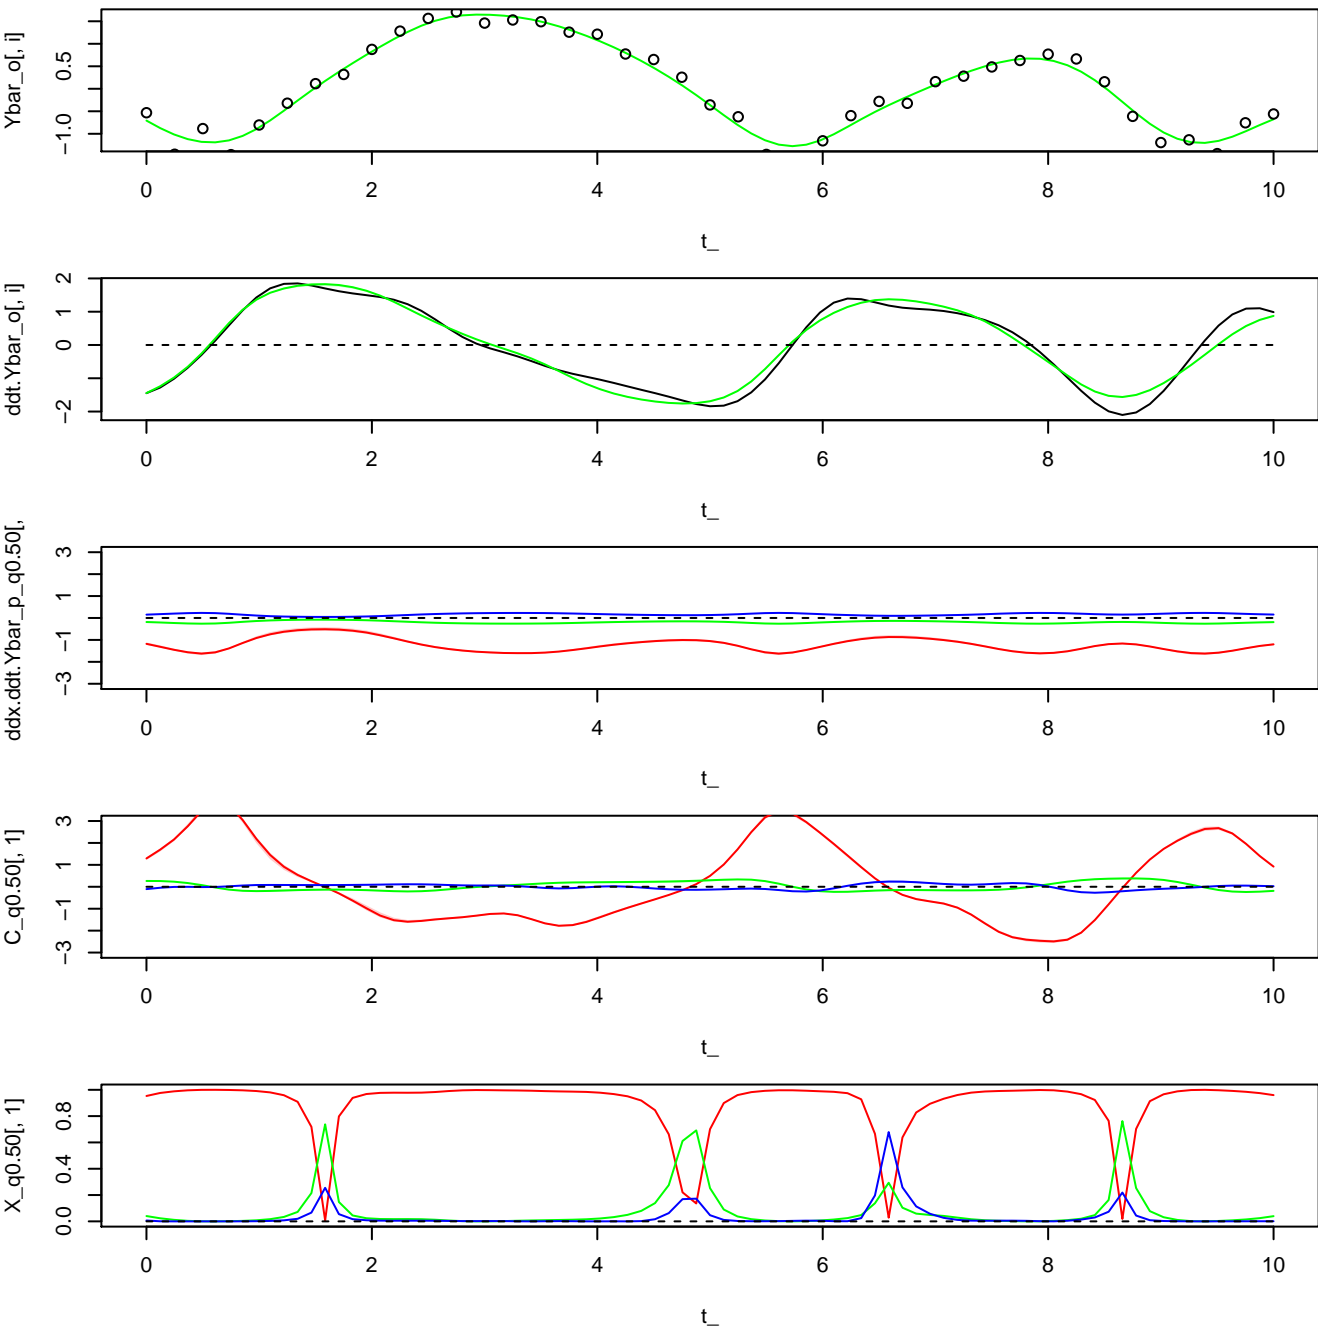 Ybar_o[, i]
−1.0 0.5
0 2 4 6 8 10
t_
ddt.Ybar_o[, i]
−2 0 1 2
0 2 4 6 8 10
t_
ddx.ddt.Ybar_p_q0.50[,
−3 −1 1 3
0 2 4 6 8 10
t_
C_q0.50[, 1]
−3 −1 1 3
0 2 4 6 8 10
t_
X_q0.50[, 1]
0.0 0.4 0.8
0 2 4 6 8 10
t_